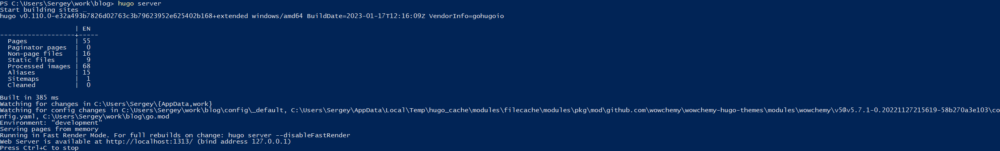 PS C:\Users\Sergey\work\blog> hugo server
Start building sites …
hugo v0.110.0-e32a493b7826d02763c3b79623952e625402b168+extended windows/amd64 BuildDate=2023-01-17T12:16:09Z VendorInfo=gohugoio
                   | EN
-------------------+-----
  Pages            | 55
  Paginator pages  |  0
  Non-page files   | 16
  Static files     |  9
  Processed images | 68
  Aliases          | 15
  Sitemaps         |  1
  Cleaned          |  0
Built in 385 ms
Watching for changes in C:\Users\Sergey\{AppData,work}
Watching for config changes in C:\Users\Sergey\work\blog\config\_default, C:\Users\Sergey\AppData\Local\Temp\hugo_cache\modules\filecache\modules\pkg\mod\github.com\wowchemy\wowchemy-hugo-themes\modules\wowchemy\v5@v5.7.1-0.20221127215619-58b270a3e103\co
nfig.yaml, C:\Users\Sergey\work\blog\go.mod
Environment: "development"
Serving pages from memory
Running in Fast Render Mode. For full rebuilds on change: hugo server --disableFastRender
Web Server is available at http://localhost:1313/ (bind address 127.0.0.1)
Press Ctrl+C to stop